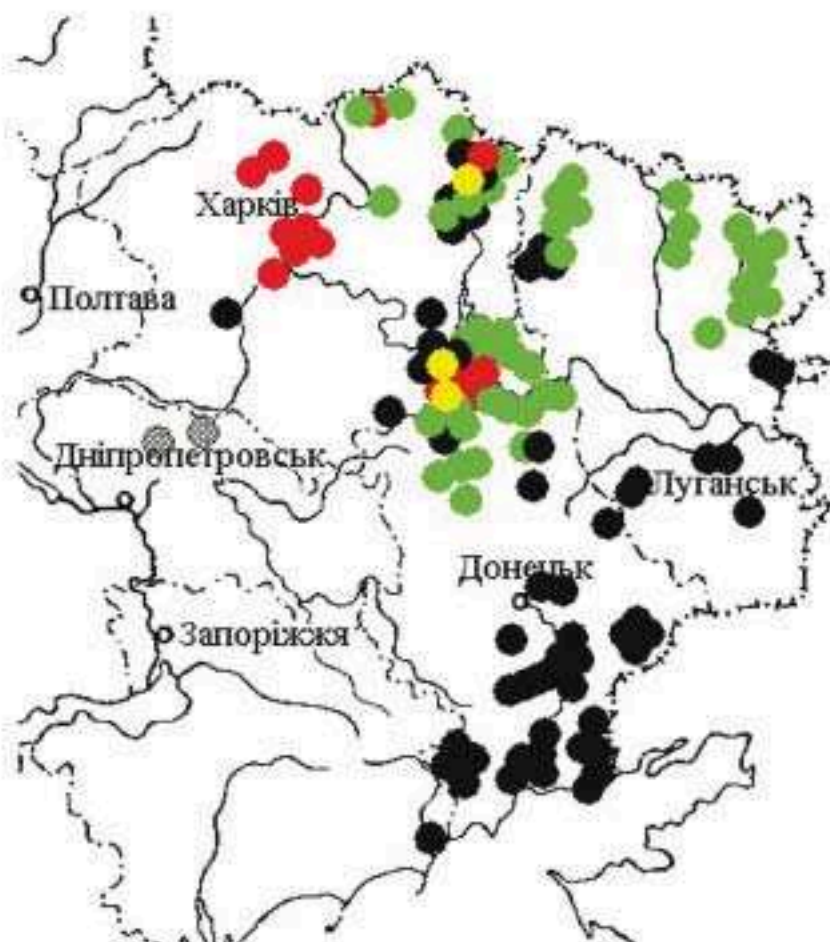 Харків
Полтава
Дніпропетровськ
Луганськ
Донецьк
Запоріжжя